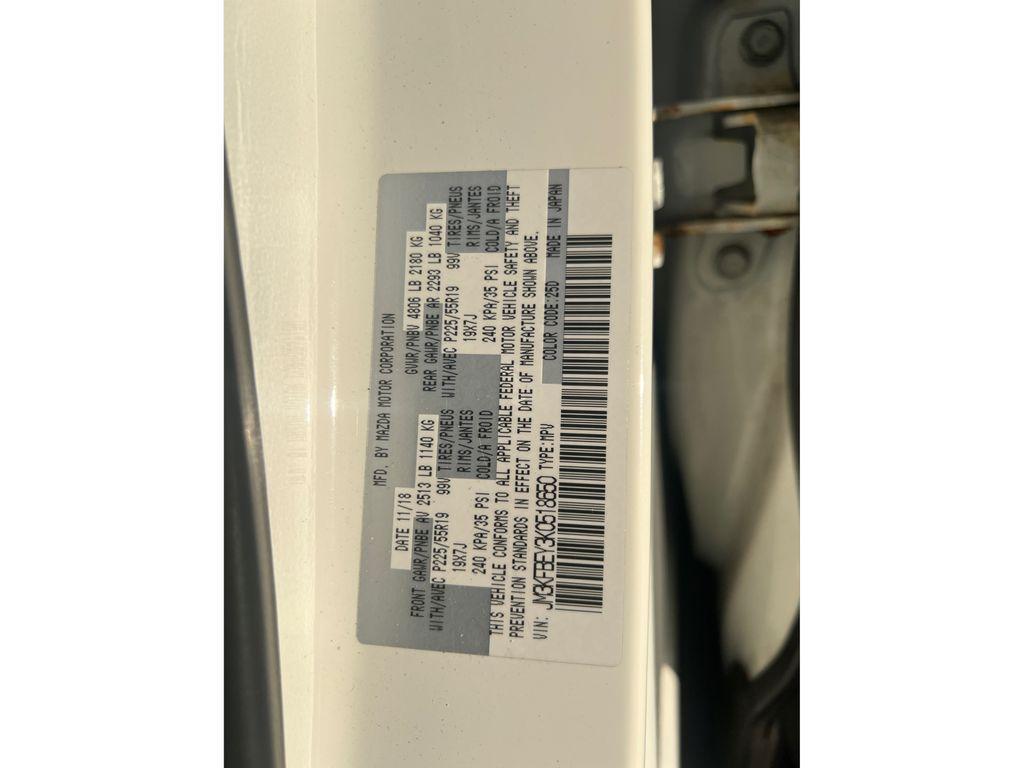 MFD. BY MAZDA MOTOR CORPORATION
DATE 11/18 GVWR/PNBV 4806 LB 2180 KG
FRONT GAWR/PNBE AV 2513 LB 1140 KG REAR GAWR/PNBE AR 2293 LB 1040 KG
WITH/AVEC P225/55R19 99V TIRES/PNEUS WITH/AVEC P225/55R19 99V TIRES/PNEUS
19X7J RIMS/JANTES 19X7J RIMS/JANTES
240 KPA/35 PSI COLD/A FROID 240 KPA/35 PSI COLD/A FROID
THIS VEHICLE CONFORMS TO ALL APPLICABLE FEDERAL MOTOR VEHICLE SAFETY AND THEFT
PREVENTION STANDARDS IN EFFECT ON THE DATE OF MANUFACTURE SHOWN ABOVE.
VIN: JM3KFBEY3K0518650 TYPE:MPV COLOR CODE:25D MADE IN JAPAN